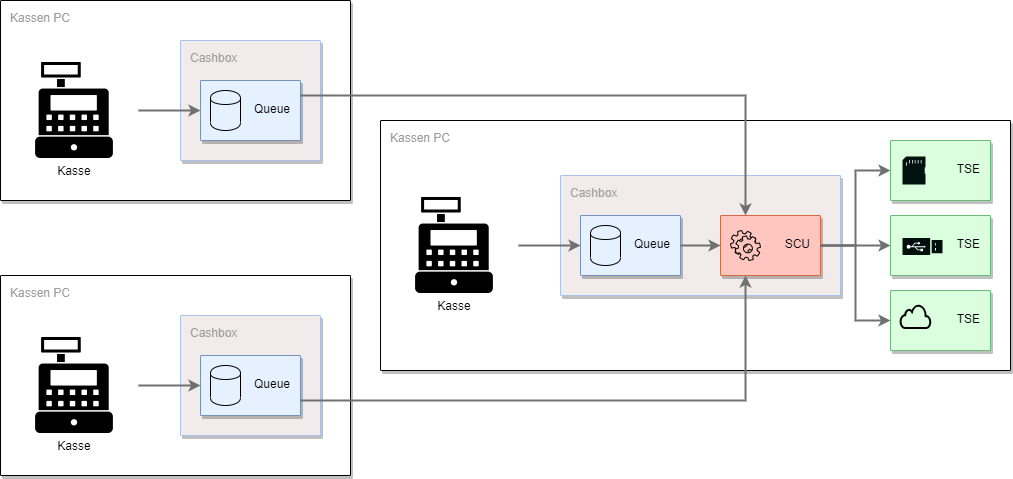 Kassen PC
Cashbox
Queue
Kasse
Kassen PC
Cashbox
Queue
SCU
Kasse
TSE
TSE
TSE
Kassen PC
Cashbox
Queue
Kasse